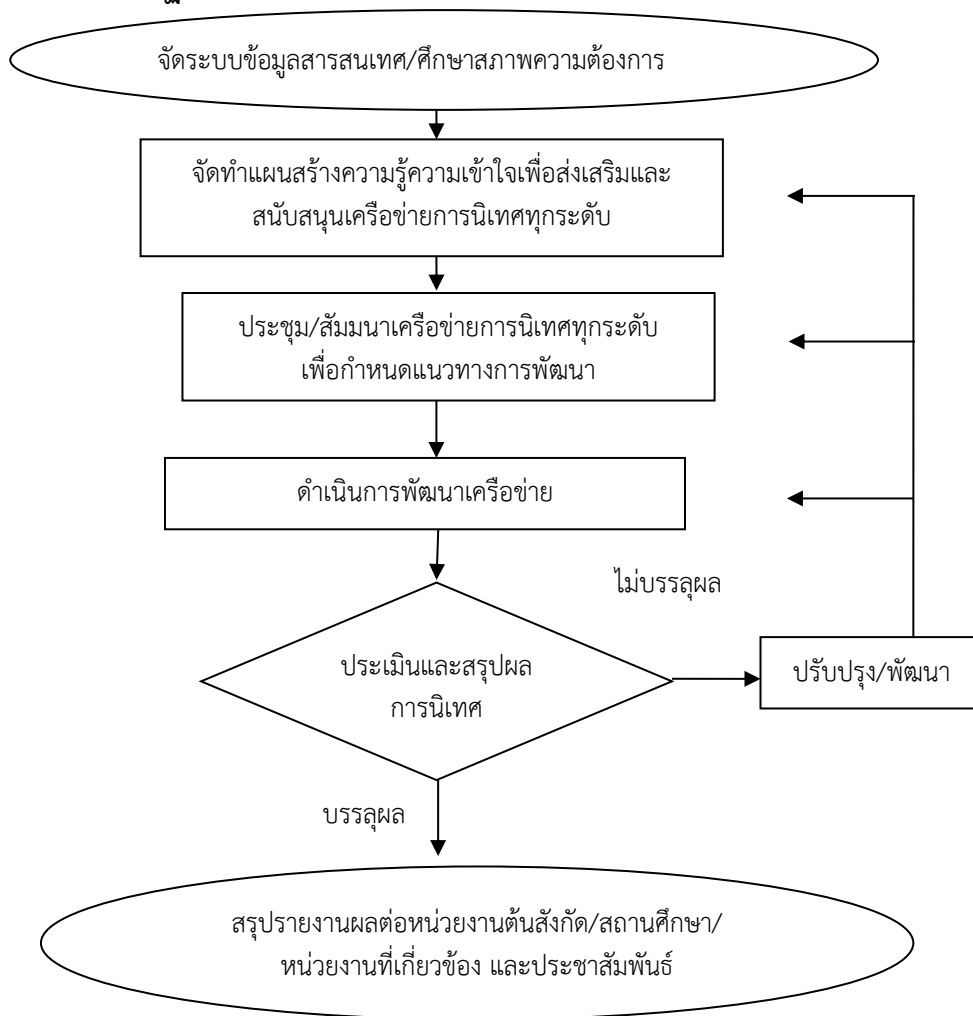 จัดระบบข้อมูลสารสนเทศ/ศึกษาสภาพความต้องการ
จัดทำแผนสร้างความรู้ความเข้าใจเพื่อส่งเสริมและ
สนับสนุนเครือข่ายการนิเทศทุกระดับ
ประชุม/สัมมนาเครือข่ายการนิเทศทุกระดับ
เพื่อกำหนดแนวทางการพัฒนา
ดำเนินการพัฒนาเครือข่าย
ไม่บรรลุผล
ประเมินและสรุปผล
การนิเทศ
ปรับปรุง/พัฒนา
บรรลุผล
สรุปรายงานผลต่อหน่วยงานต้นสังกัด/สถานศึกษา/
หน่วยงานที่เกี่ยวข้อง และประชาสัมพันธ์